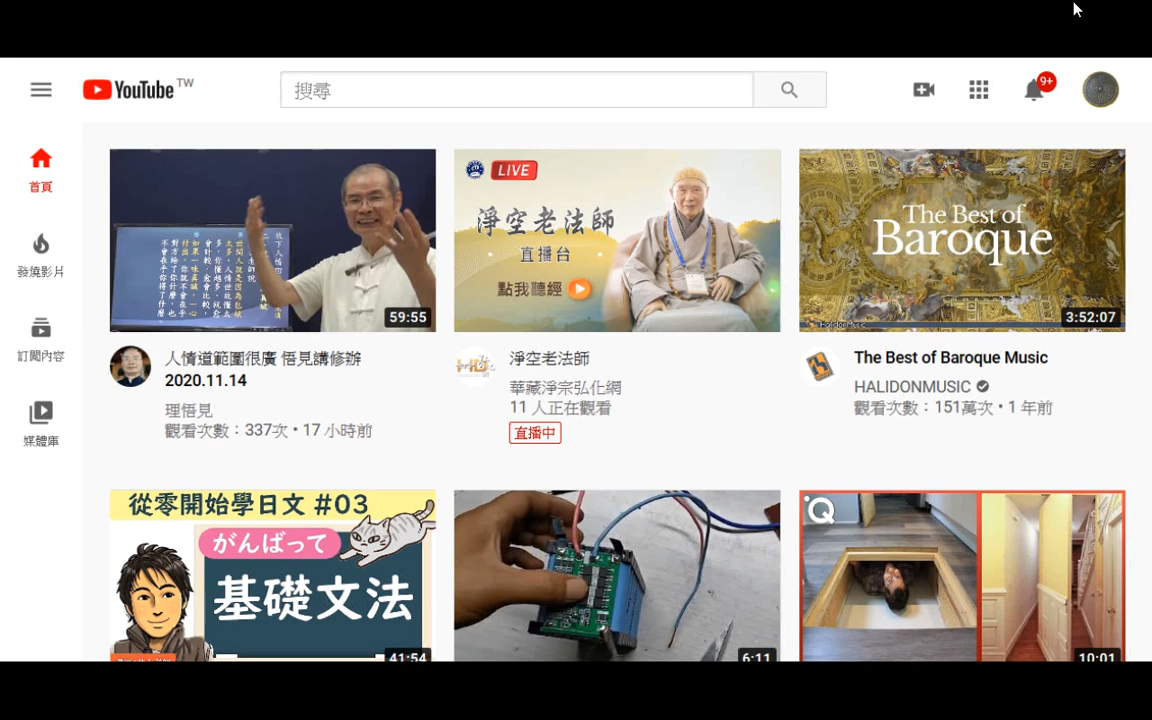 YouTube TW
搜尋
9+
首頁
發燒影片
訂閱內容
媒體庫
59:55
人情道範圍很廣 悟見講修辦
2020.11.14
理悟見
觀看次數：337次 • 17 小時前
LIVE
淨空老法師
直播台
點我聽經
淨空老法師
華藏淨宗弘化網
11 人正在觀看
直播中
The Best of
Baroque
HalidonMusic
3:52:07
The Best of Baroque Music
HALIDONMUSIC
觀看次數：151萬次 • 1 年前
從零開始學日文 #03
がんばって
基礎文法
41:54
6:11
Q
10:01